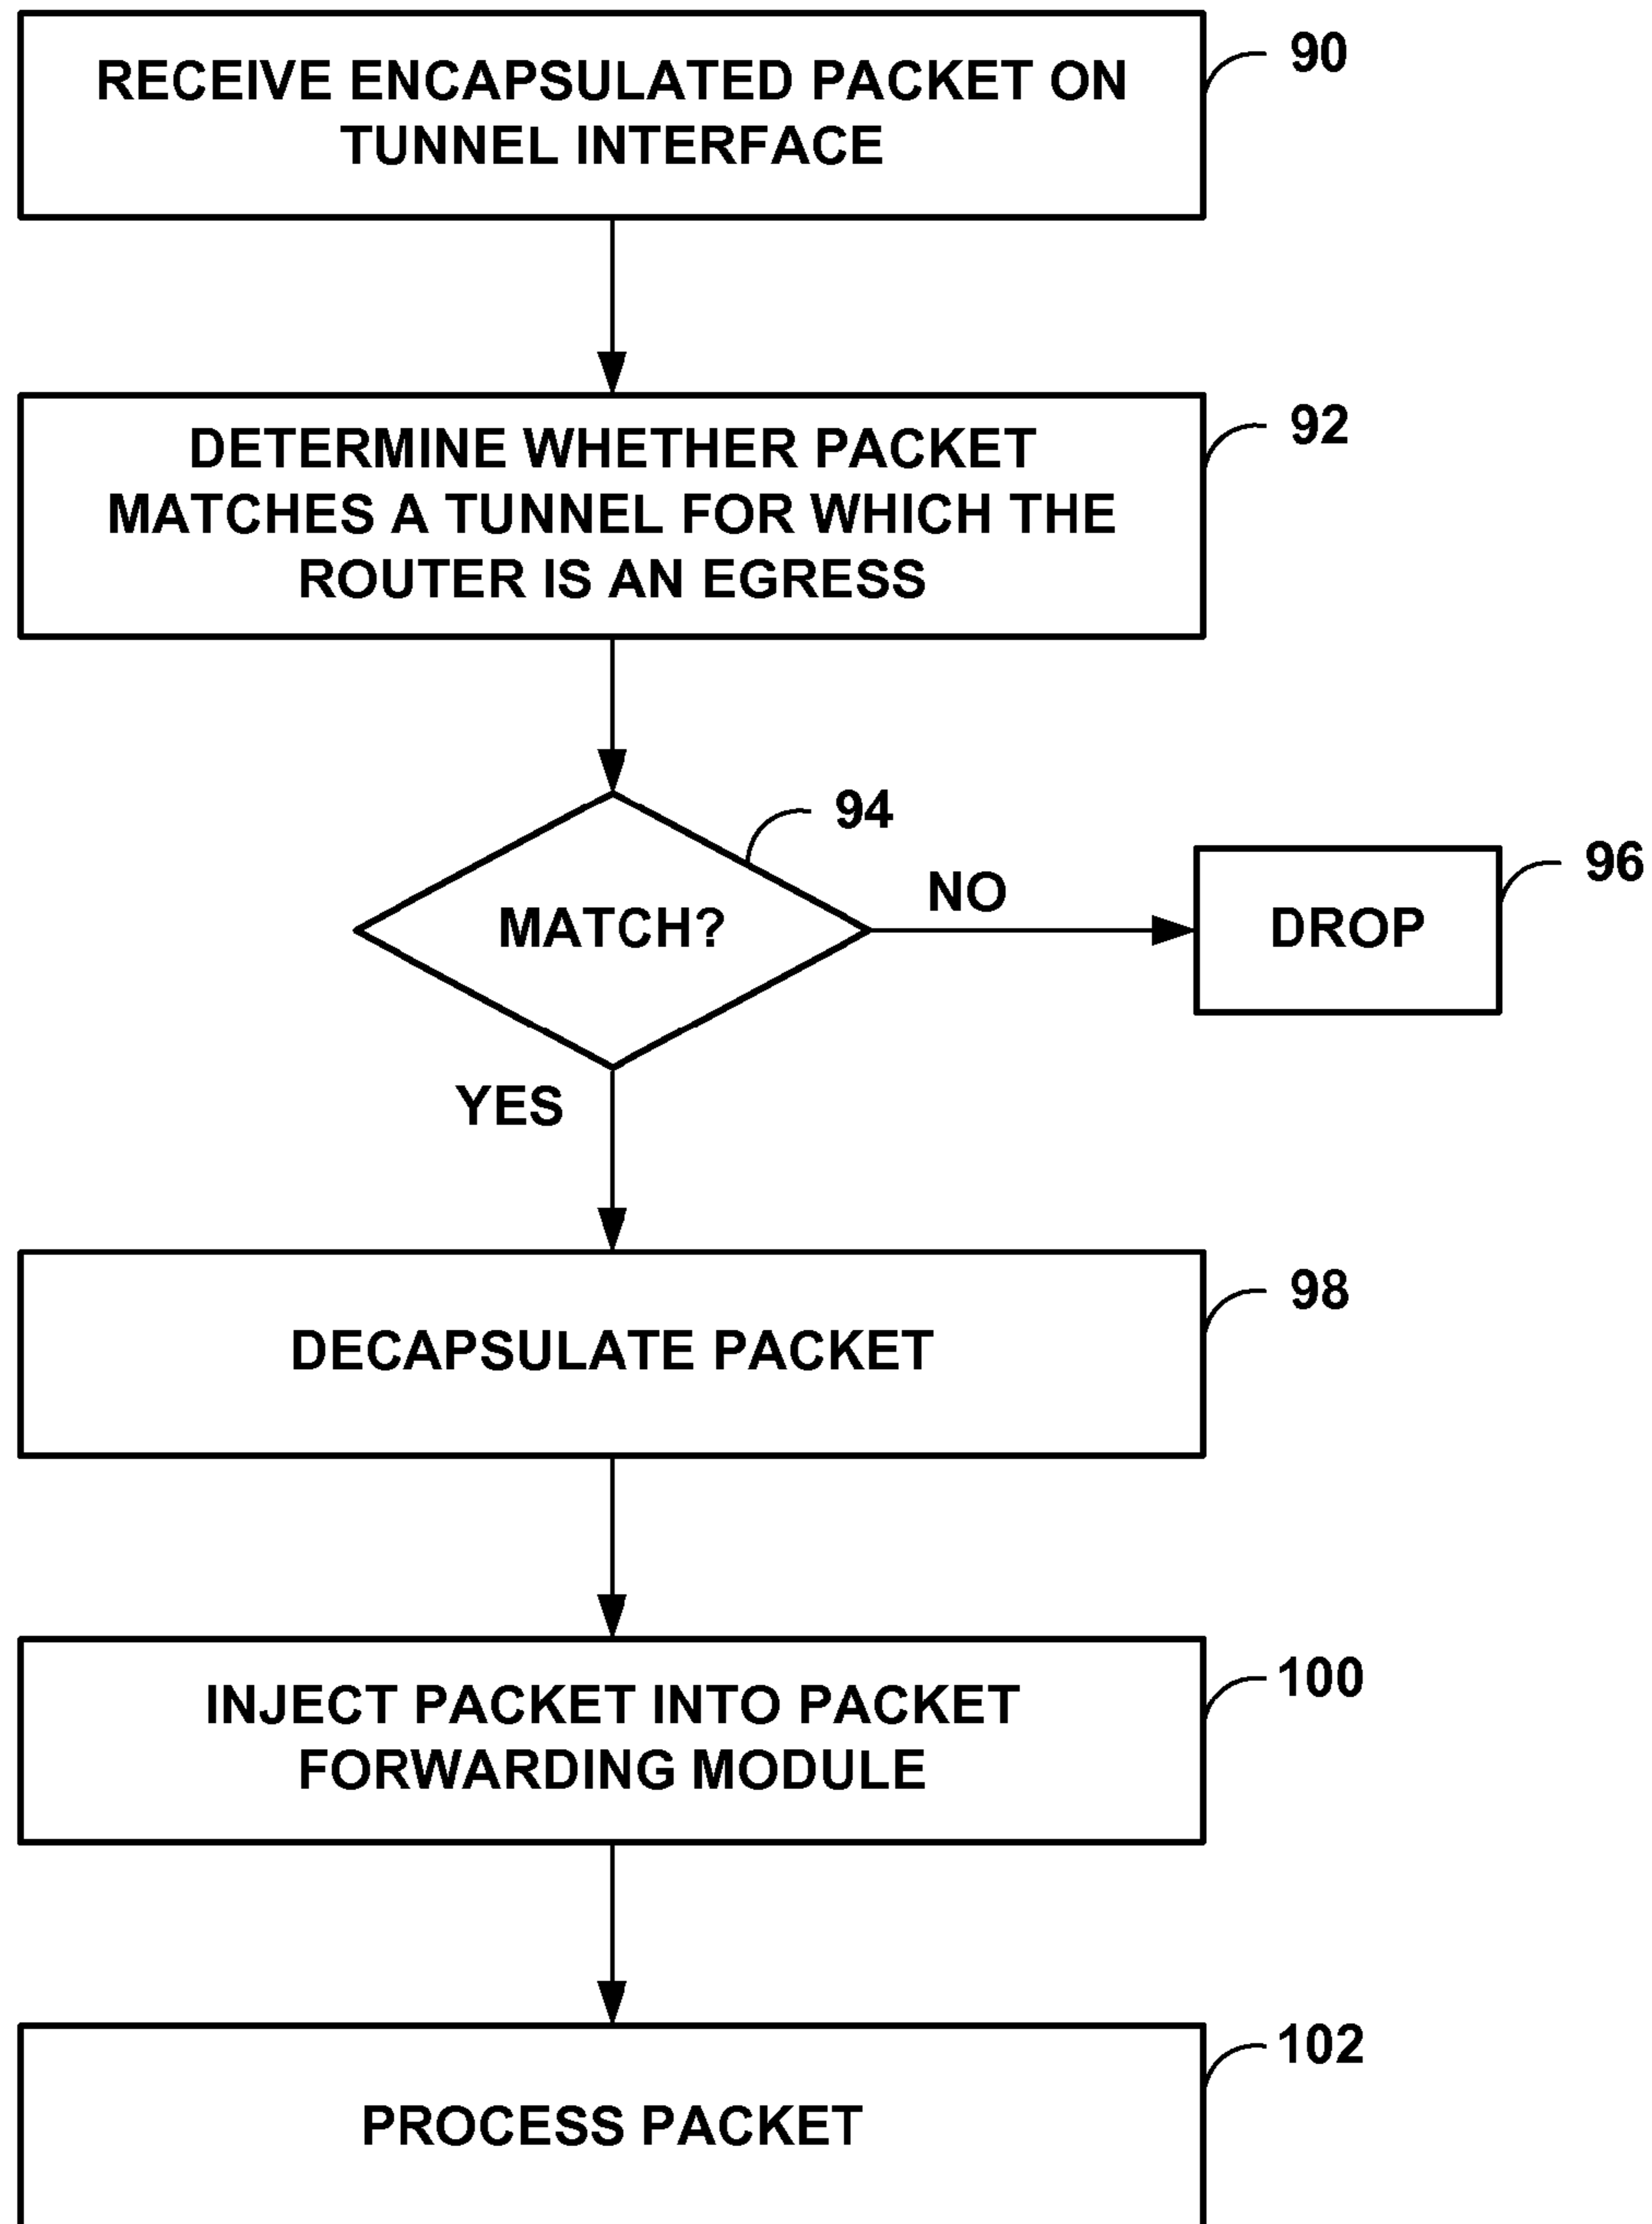 RECEIVE ENCAPSULATED PACKET ON
TUNNEL INTERFACE
90
DETERMINE WHETHER PACKET
MATCHES A TUNNEL FOR WHICH THE
ROUTER IS AN EGRESS
92
MATCH?
94
NO
DROP
96
YES
DECAPSULATE PACKET
98
INJECT PACKET INTO PACKET
FORWARDING MODULE
100
PROCESS PACKET
102